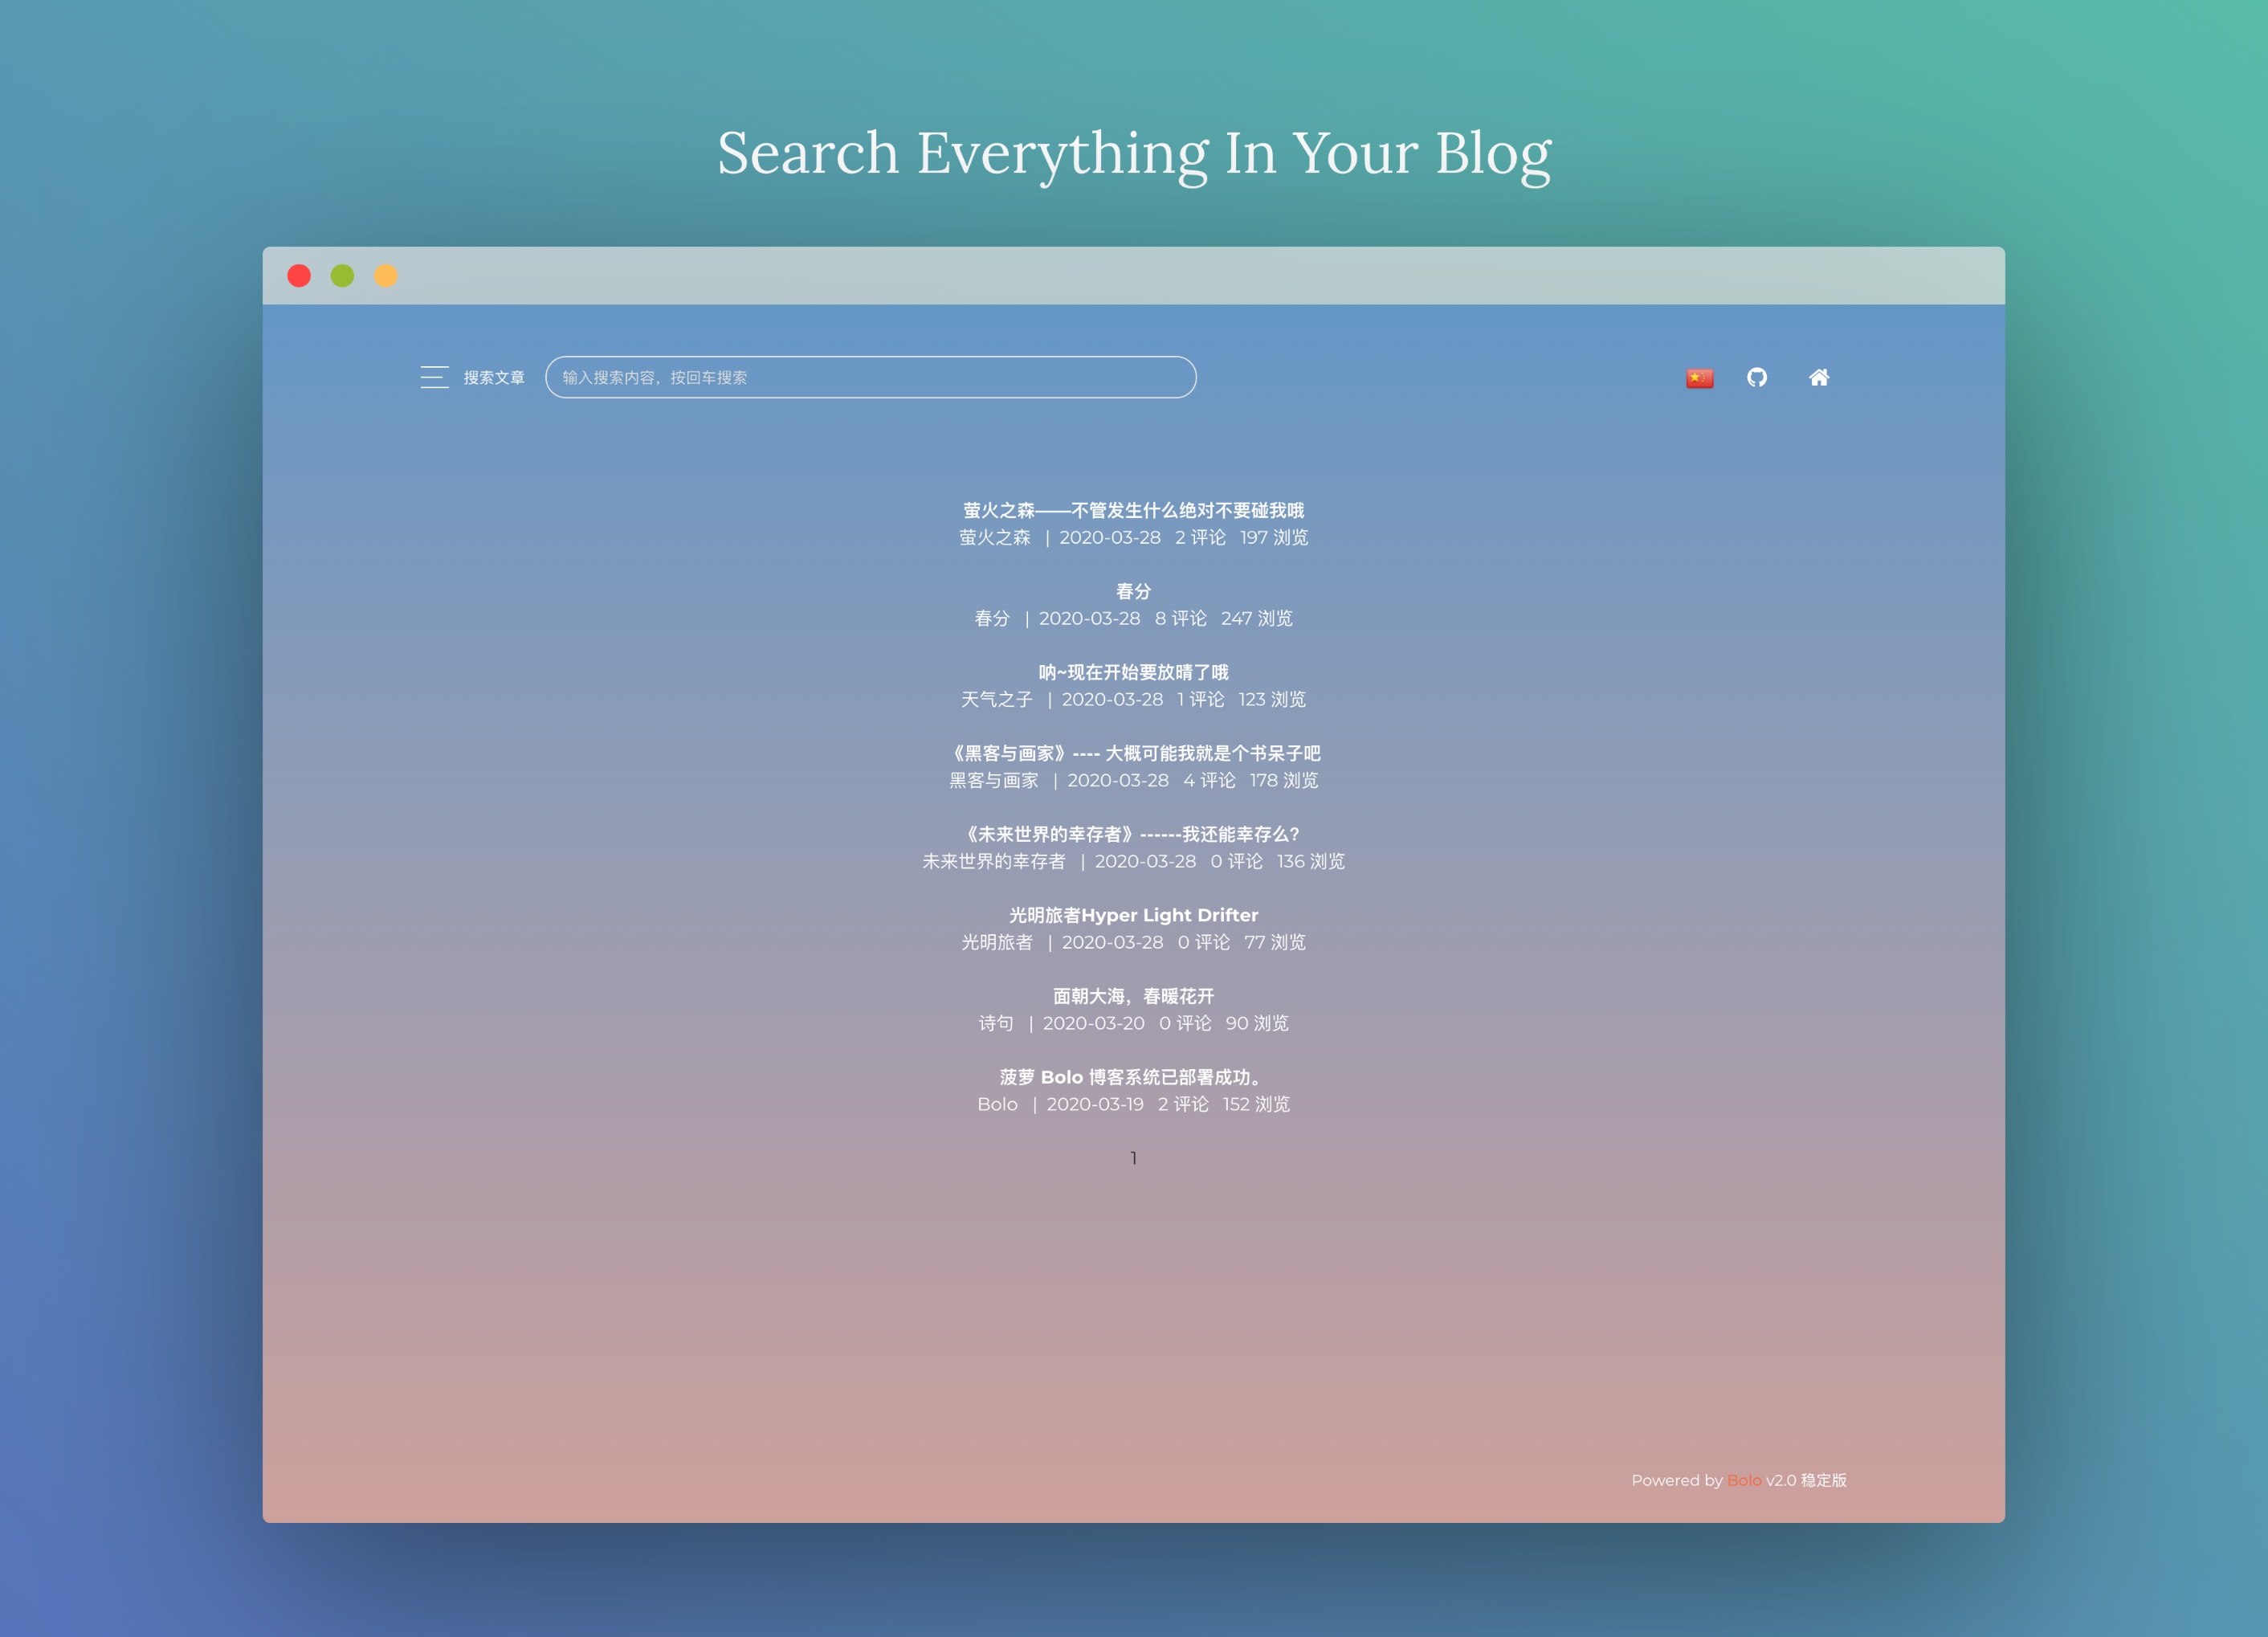 Search Everything In Your Blog
搜索文章 输入搜索内容，按回车搜索
萤火之森——不管发生什么绝对不要碰我哦
萤火之森 | 2020-03-28 2 评论 197 浏览
春分
春分 | 2020-03-28 8 评论 247 浏览
呐~现在开始要放晴了哦
天气之子 | 2020-03-28 1 评论 123 浏览
《黑客与画家》---- 大概可能我就是个书呆子吧
黑客与画家 | 2020-03-28 4 评论 178 浏览
《未来世界的幸存者》------我还能幸存么？
未来世界的幸存者 | 2020-03-28 0 评论 136 浏览
光明旅者Hyper Light Drifter
光明旅者 | 2020-03-28 0 评论 77 浏览
面朝大海，春暖花开
诗句 | 2020-03-20 0 评论 90 浏览
菠萝 Bolo 博客系统已部署成功。
Bolo | 2020-03-19 2 评论 152 浏览
1
Powered by Bolo v2.0 稳定版